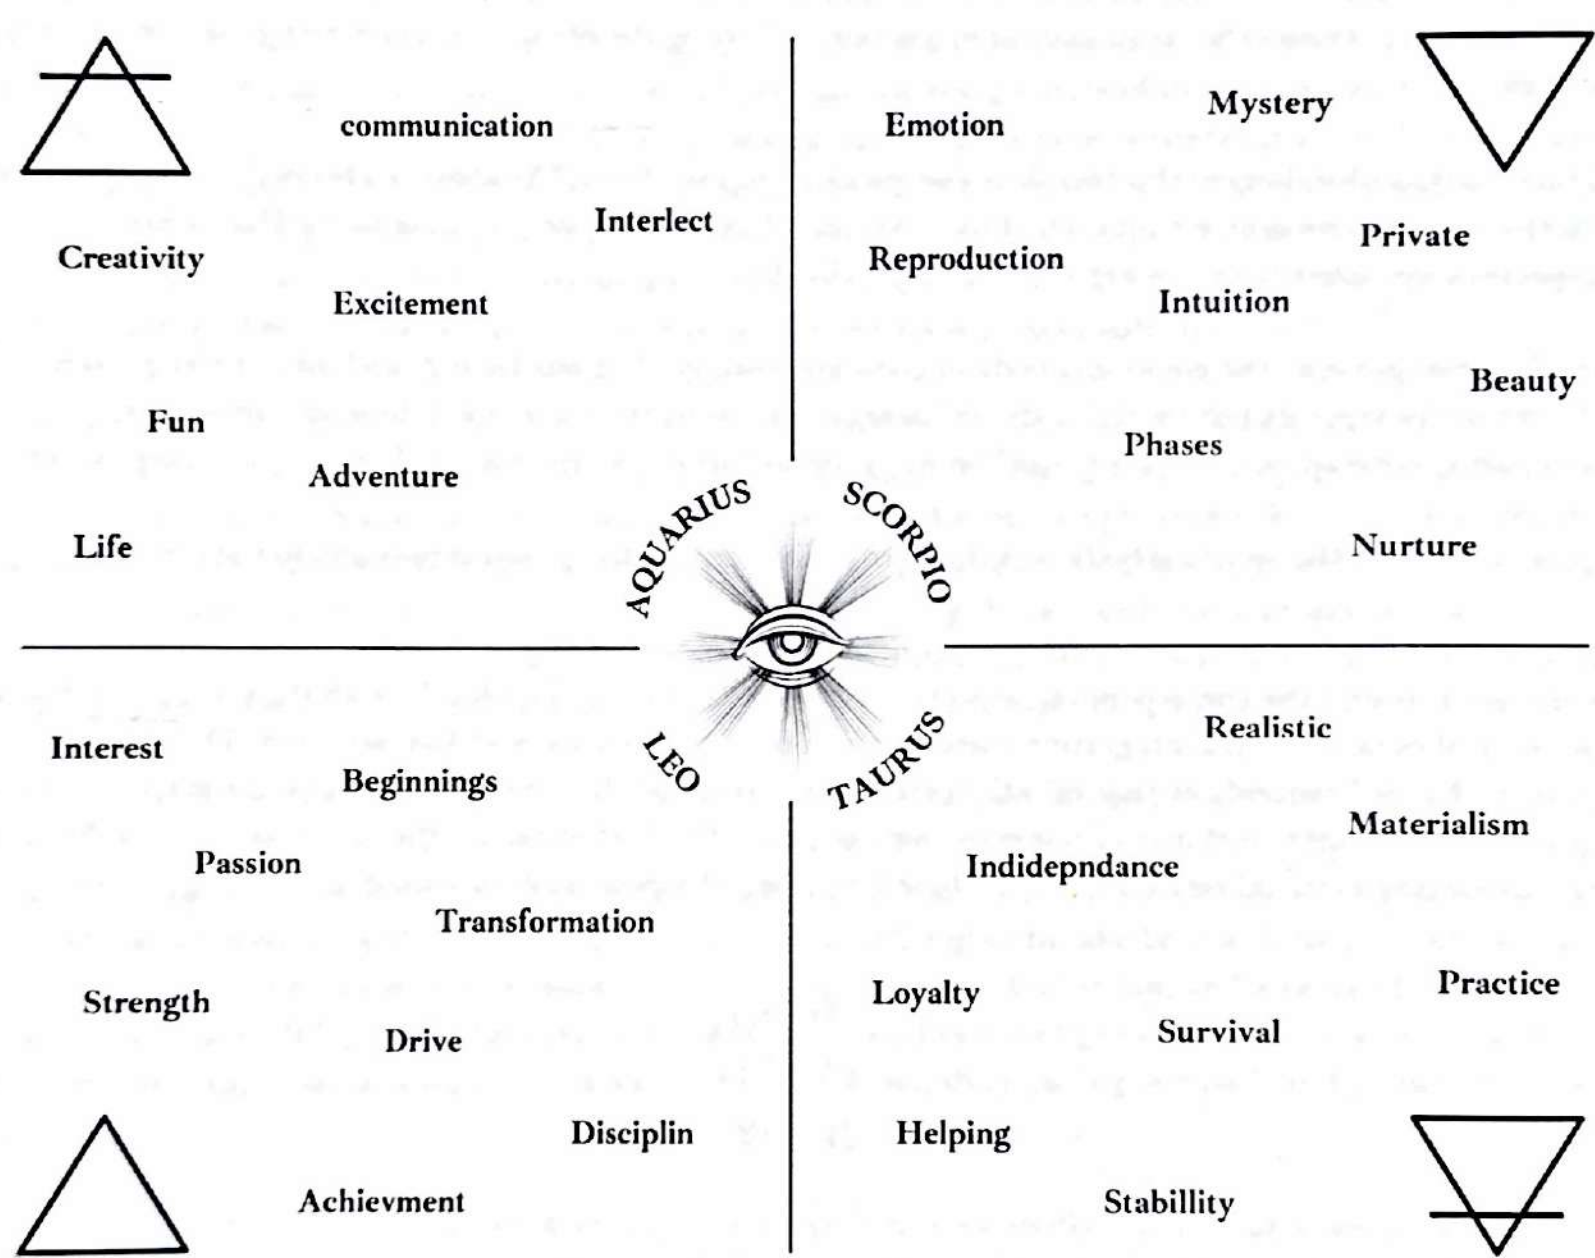 communication
Interlect
Creativity
Excitement
Fun
Adventure
Life
AQUARIUS
Emotion
Mystery
Private
Reproduction
Intuition
Beauty
Phases
Nurture
SCORPIO
Interest
Beginnings
Passion
Transformation
Strength
Drive
Disciplin
Achievment
LEO
Realistic
Materialism
Indidepndance
Practice
Loyalty
Survival
Helping
Stabillity
TAURUS